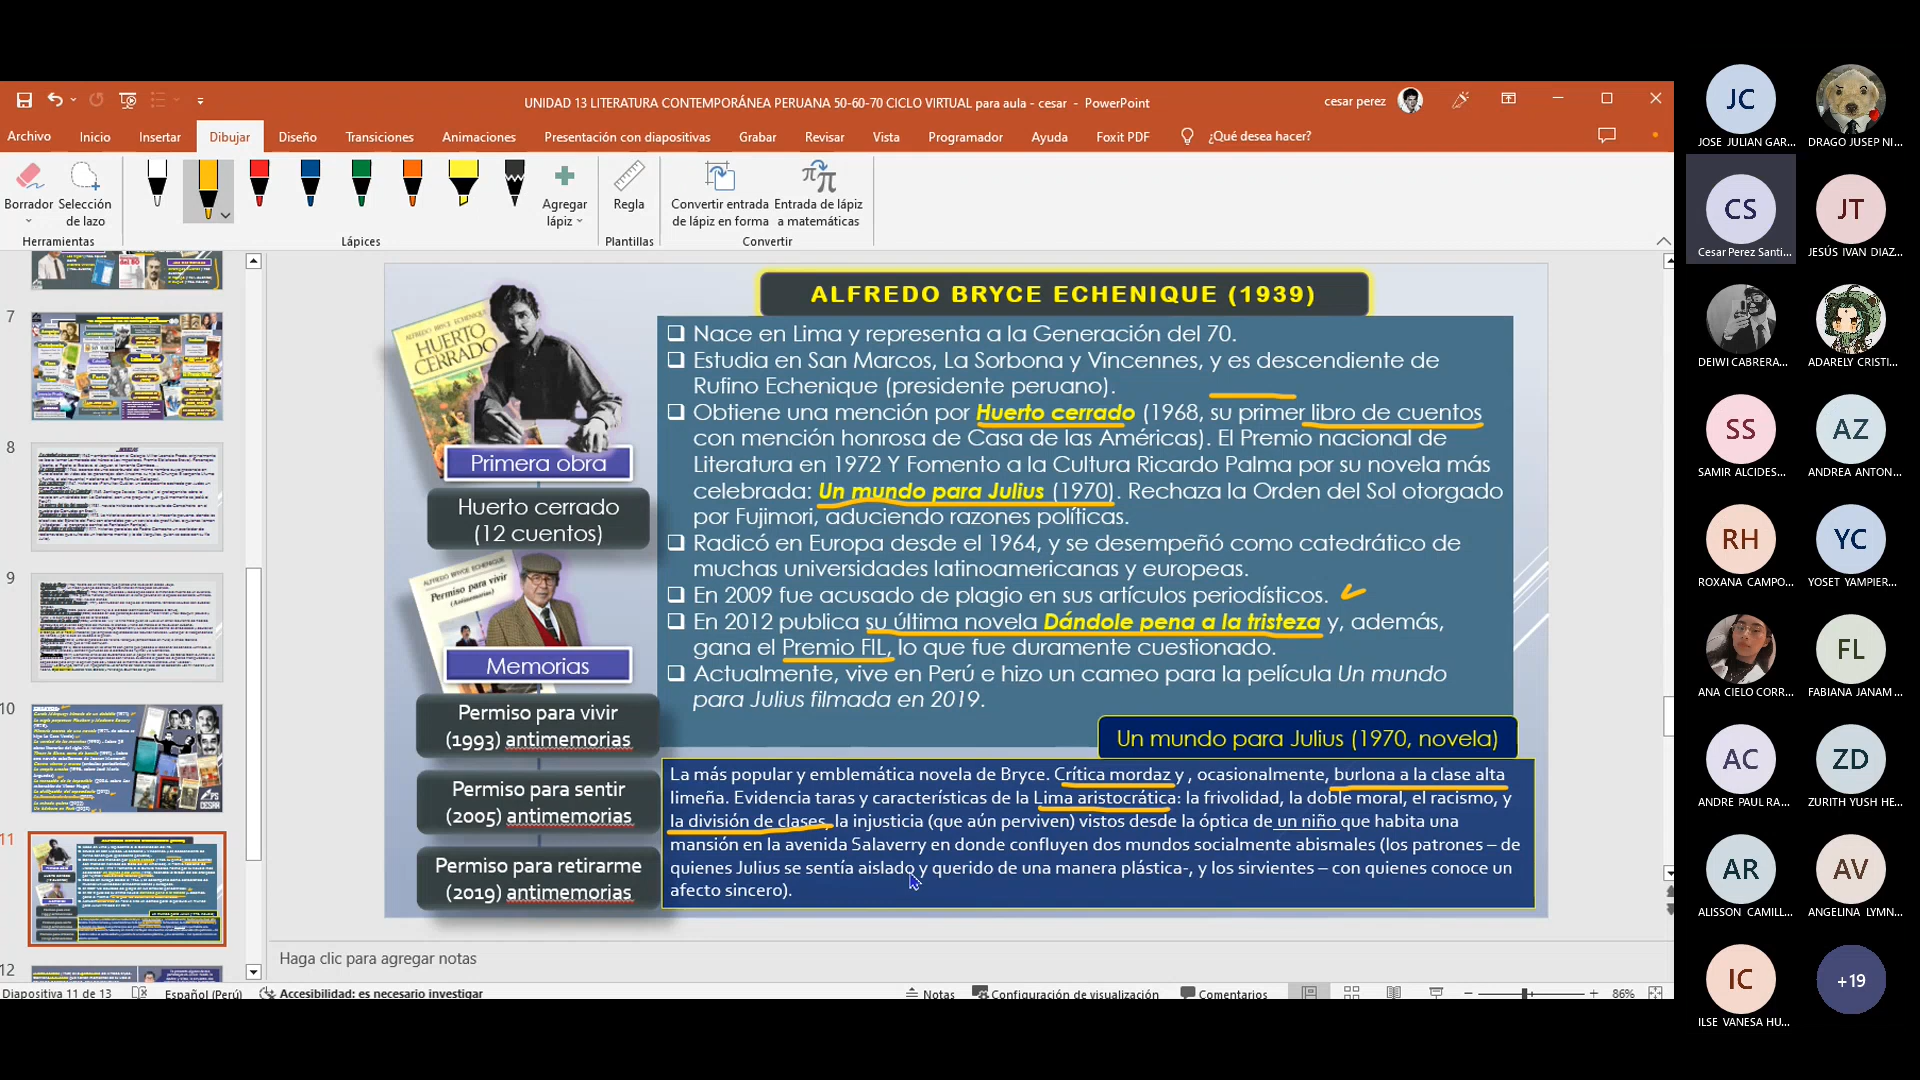 UNIDAD 13 LITERATURA CONTEMPORÁNEA PERUANA 50-60-70 CICLO VIRTUAL para aula - cesar - PowerPoint
cesar perez
Archivo
Inicio
Insertar
Dibujar
Diseño
Transiciones
Animaciones
Presentación con diapositivas
Grabar
Revisar
Vista
Programador
Ayuda
Foxit PDF
¿Qué desea hacer?
Borrador
Selección
de lazo
Herramientas
Agregar
lápiz
Lápices
Regla
Plantillas
Convertir entrada
de lápiz en forma
Entrada de lápiz
a matemáticas
Convertir
7
8
9
10
11
12
ALFREDO BRYCE ECHENIQUE (1939)
ALFREDO BRYCE ECHENIQUE
HUERTO
CERRADO
Primera obra
Huerto cerrado
(12 cuentos)
ALFREDO BRYCE ECHENIQUE
Permiso para vivir
(Antimemorias)
Memorias
Permiso para vivir
(1993) antimemorias
Permiso para sentir
(2005) antimemorias
Permiso para retirarme
(2019) antimemorias
Nace en Lima y representa a la Generación del 70.
Estudia en San Marcos, La Sorbona y Vincennes, y es descendiente de
Rufino Echenique (presidente peruano).
Obtiene una mención por Huerto cerrado (1968, su primer libro de cuentos
con mención honrosa de Casa de las Américas). El Premio nacional de
Literatura en 1972 Y Fomento a la Cultura Ricardo Palma por su novela más
celebrada: Un mundo para Julius (1970). Rechaza la Orden del Sol otorgado
por Fujimori, aduciendo razones políticas.
Radicó en Europa desde el 1964, y se desempeñó como catedrático de
muchas universidades latinoamericanas y europeas.
En 2009 fue acusado de plagio en sus artículos periodísticos.
En 2012 publica su última novela Dándole pena a la tristeza y, además,
gana el Premio FIL, lo que fue duramente cuestionado.
Actualmente, vive en Perú e hizo un cameo para la película Un mundo
para Julius filmada en 2019.
Un mundo para Julius (1970, novela)
La más popular y emblemática novela de Bryce. Crítica mordaz y , ocasionalmente, burlona a la clase alta
limeña. Evidencia taras y características de la Lima aristocrática: la frivolidad, la doble moral, el racismo, y
la división de clases, la injusticia (que aún perviven) vistos desde la óptica de un niño que habita una
mansión en la avenida Salaverry en donde confluyen dos mundos socialmente abismales (los patrones – de
quienes Julius se sentía aislado y querido de una manera plástica-, y los sirvientes – con quienes conoce un
afecto sincero).
Haga clic para agregar notas
Diapositiva 11 de 13
Español (Perú)
Accesibilidad: es necesario investigar
Notas
Configuración de visualización
Comentarios
86%
JC
JOSE JULIAN GAR...
DRAGO JUSEP NI...
CS
Cesar Perez Santi...
JT
JESÚS IVAN DIAZ...
DEIWI CABRERA...
ADARELY CRISTI...
SS
SAMIR ALCIDES...
AZ
ANDREA ANTON...
RH
ROXANA CAMPO...
YC
YOSET YAMPIER...
ANA CIELO CORR...
FL
FABIANA JANAM...
AC
ANDRE PAUL RA...
ZD
ZURITH YUSH HE...
AR
ALISSON CAMILL...
AV
ANGELINA LYMN...
IC
ILSE VANESA HU...
+19